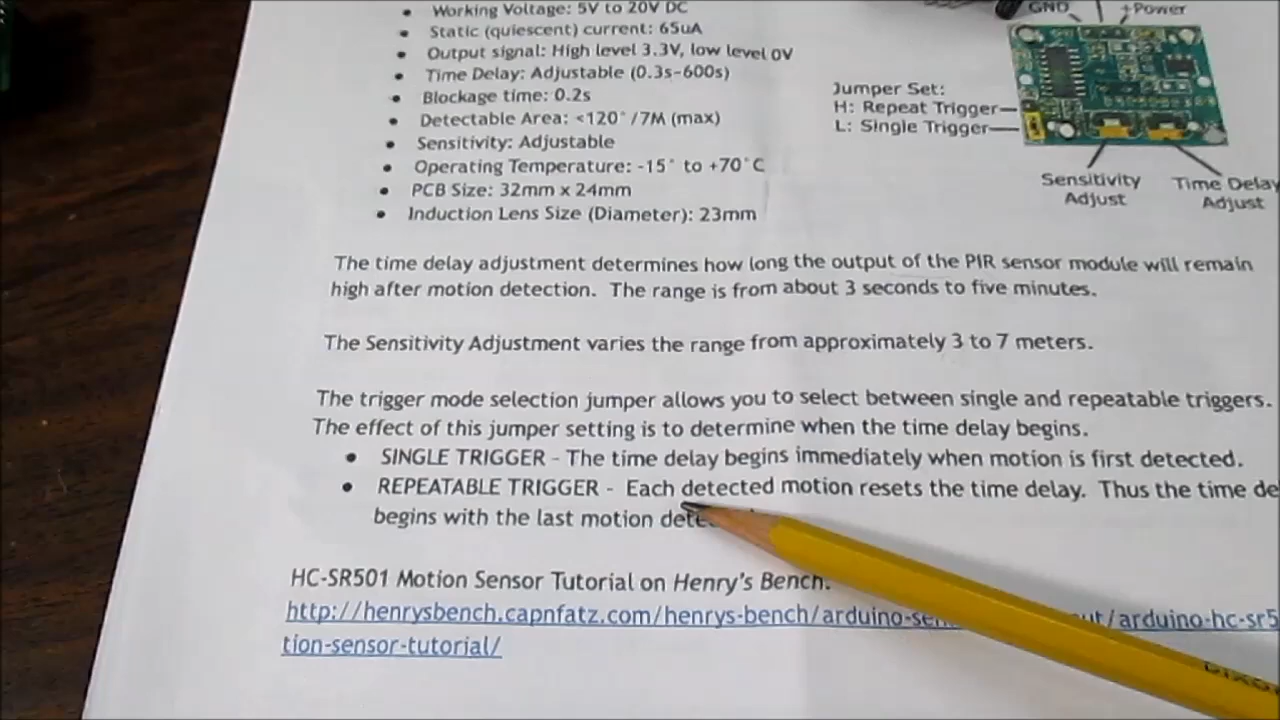 • Working Voltage: 5V to 20V DC
• Static (quiescent) current: 65uA
• Output signal: High level 3.3V, low level 0V
• Time Delay: Adjustable (0.3s-600s)
• Blockage time: 0.2s
• Detectable Area: <120°/7M (max)
• Sensitivity: Adjustable
• Operating Temperature: -15° to +70°C
• PCB Size: 32mm x 24mm
• Induction Lens Size (Diameter): 23mm
GND +Power
Jumper Set:
H: Repeat Trigger
L: Single Trigger
Sensitivity Adjust
Time Delay Adjust
The time delay adjustment determines how long the output of the PIR sensor module will remain
high after motion detection. The range is from about 3 seconds to five minutes.
The Sensitivity Adjustment varies the range from approximately 3 to 7 meters.
The trigger mode selection jumper allows you to select between single and repeatable triggers.
The effect of this jumper setting is to determine when the time delay begins.
• SINGLE TRIGGER - The time delay begins immediately when motion is first detected.
• REPEATABLE TRIGGER - Each detected motion resets the time delay. Thus the time de
begins with the last motion dete
HC-SR501 Motion Sensor Tutorial on Henry's Bench.
http://henrysbench.capnfatz.com/henrys-bench/arduino-se ut/arduino-hc-sr5
tion-sensor-tutorial/
DIXON